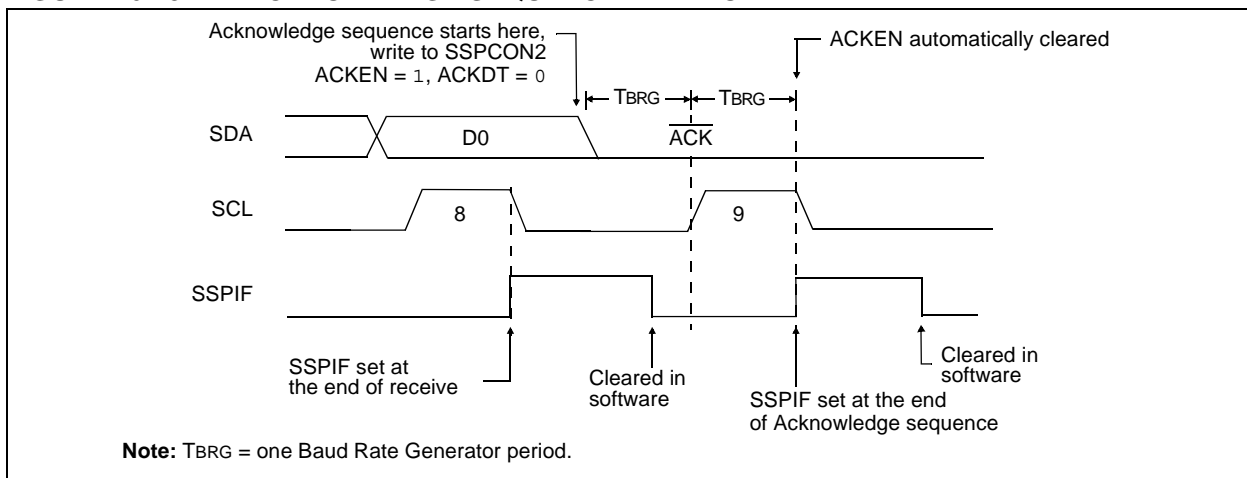 Acknowledge sequence starts here,
write to SSPCON2
ACKEN = 1, ACKDT = 0
ACKEN automatically cleared
TBRG
TBRG
SDA
D0
ACK
SCL
8
9
SSPIF
SSPIF set at
the end of receive
Cleared in
software
SSPIF set at the end
of Acknowledge sequence
Cleared in
software
Note: TBRG = one Baud Rate Generator period.